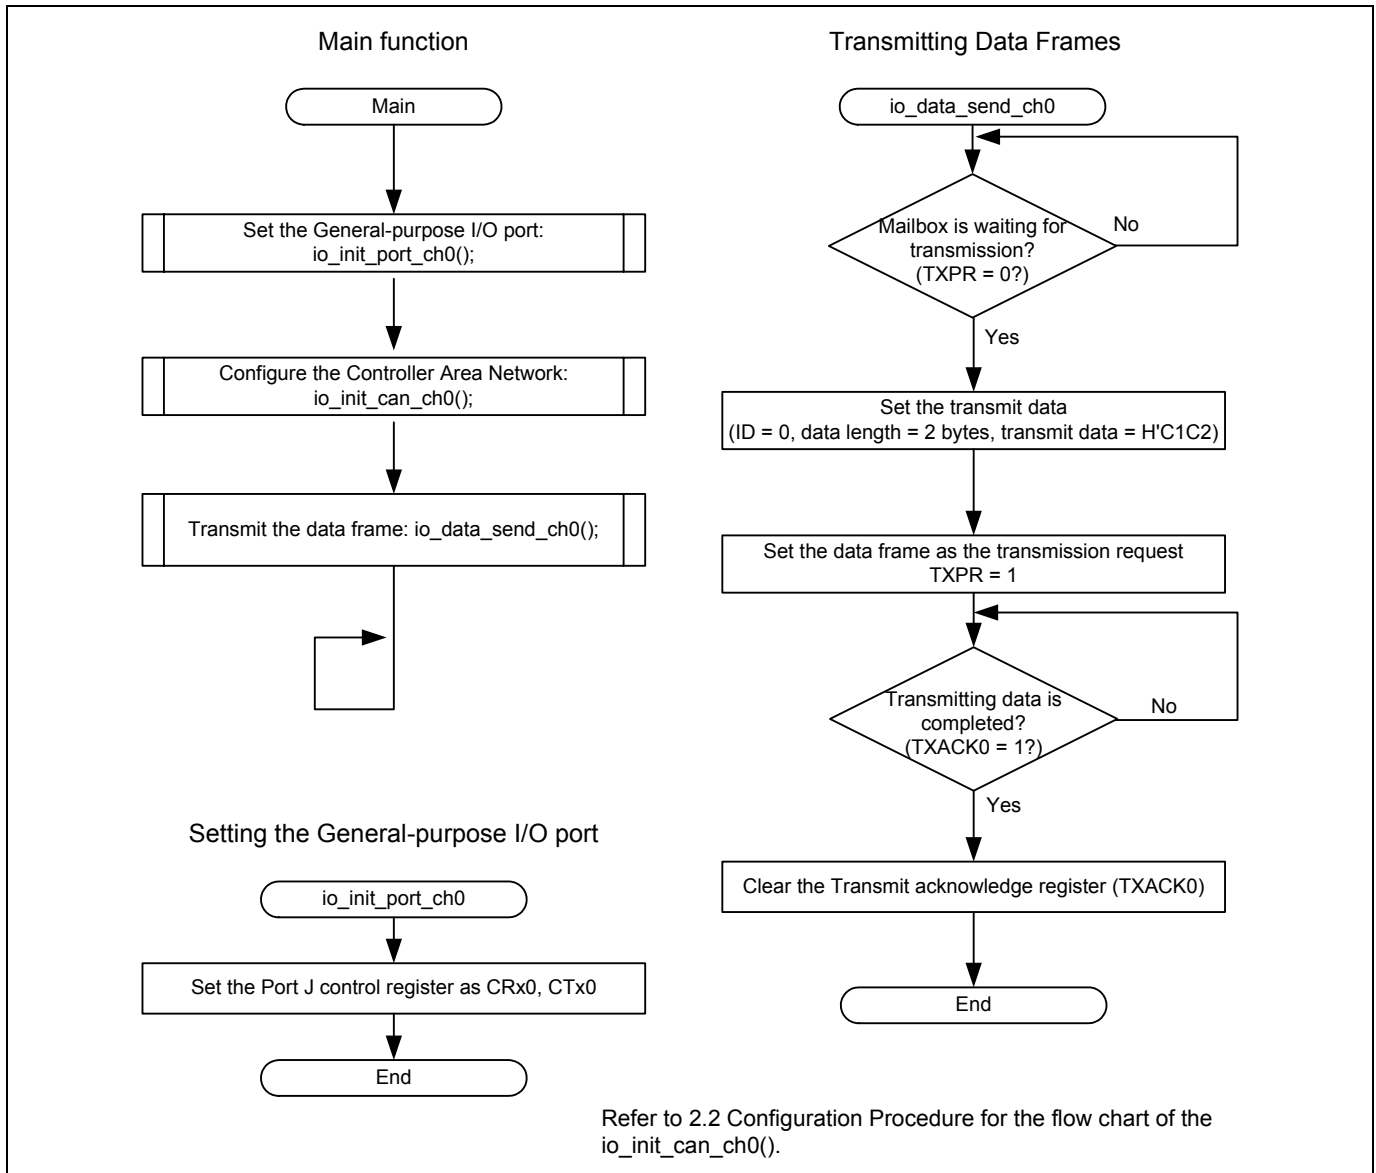 Main function
Main
Set the General-purpose I/O port:
io_init_port_ch0();
Configure the Controller Area Network:
io_init_can_ch0();
Transmit the data frame: io_data_send_ch0();
Setting the General-purpose I/O port
io_init_port_ch0
Set the Port J control register as CRx0, CTx0
End
Transmitting Data Frames
io_data_send_ch0
Mailbox is waiting for
transmission?
(TXPR = 0?)
No
Yes
Set the transmit data
(ID = 0, data length = 2 bytes, transmit data = H'C1C2)
Set the data frame as the transmission request
TXPR = 1
Transmitting data is
completed?
(TXACK0 = 1?)
No
Yes
Clear the Transmit acknowledge register (TXACK0)
End
Refer to 2.2 Configuration Procedure for the flow chart of the
io_init_can_ch0().